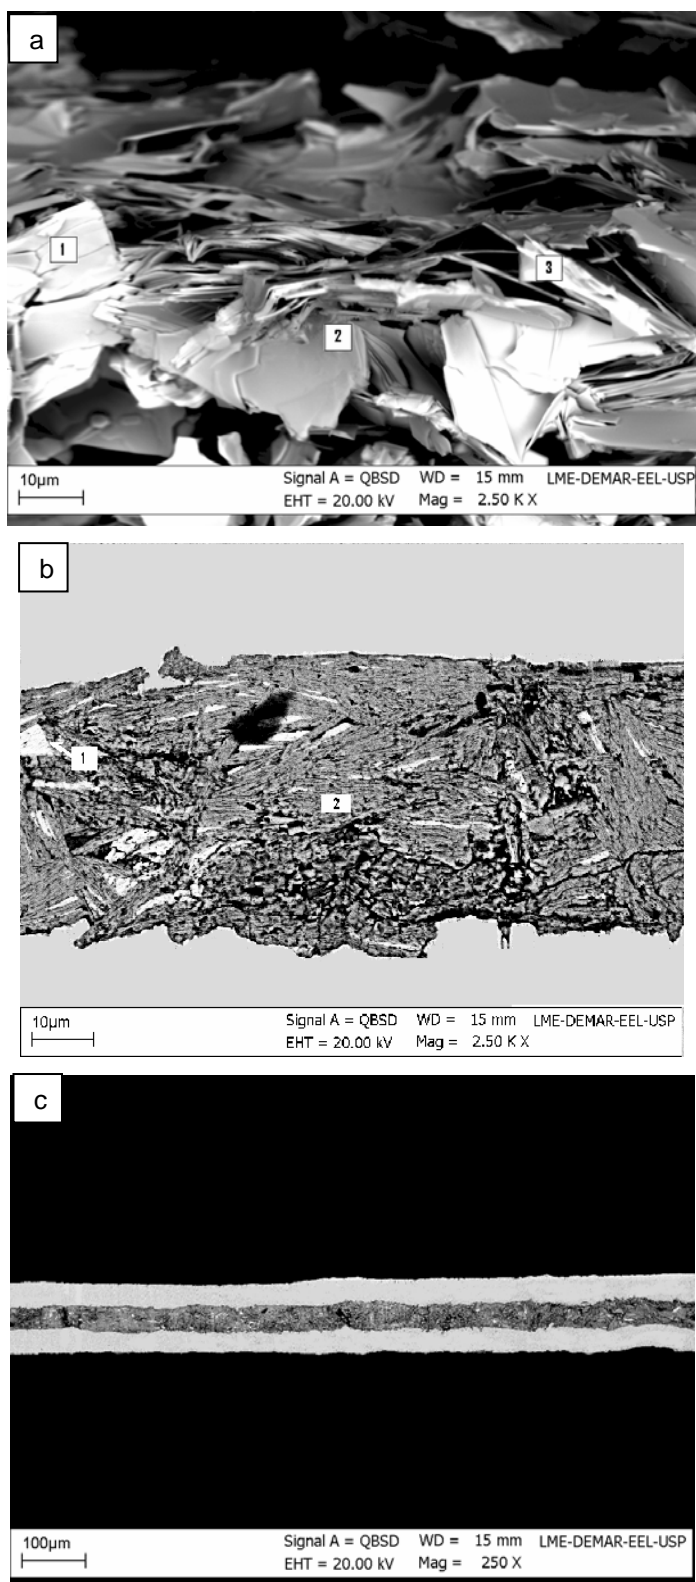 a
1
2
3
10µm
Signal A = QBSD WD = 15 mm LME-DEMAR-EEL-USP
EHT = 20.00 kV Mag = 2.50 K X
b
1
2
10µm
Signal A = QBSD WD = 15 mm LME-DEMAR-EEL-USP
EHT = 20.00 kV Mag = 2.50 K X
c
100µm
Signal A = QBSD WD = 15 mm LME-DEMAR-EEL-USP
EHT = 20.00 kV Mag = 250 X